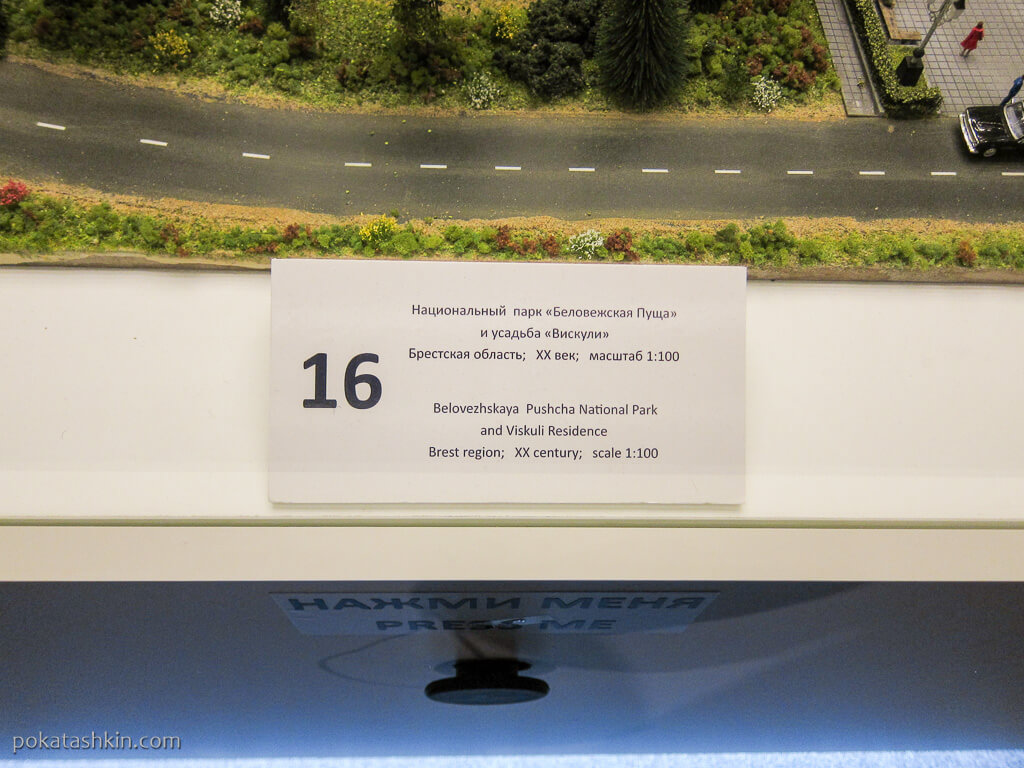 16
Национальный парк «Беловежская Пуща»
и усадьба «Вискули»
Брестская область; XX век; масштаб 1:100
Belovezhskaya Pushcha National Park
and Viskuli Residence
Brest region; XX century; scale 1:100
НАЖМИ МЕНЯ
PRESS ME
pokatashkin.com